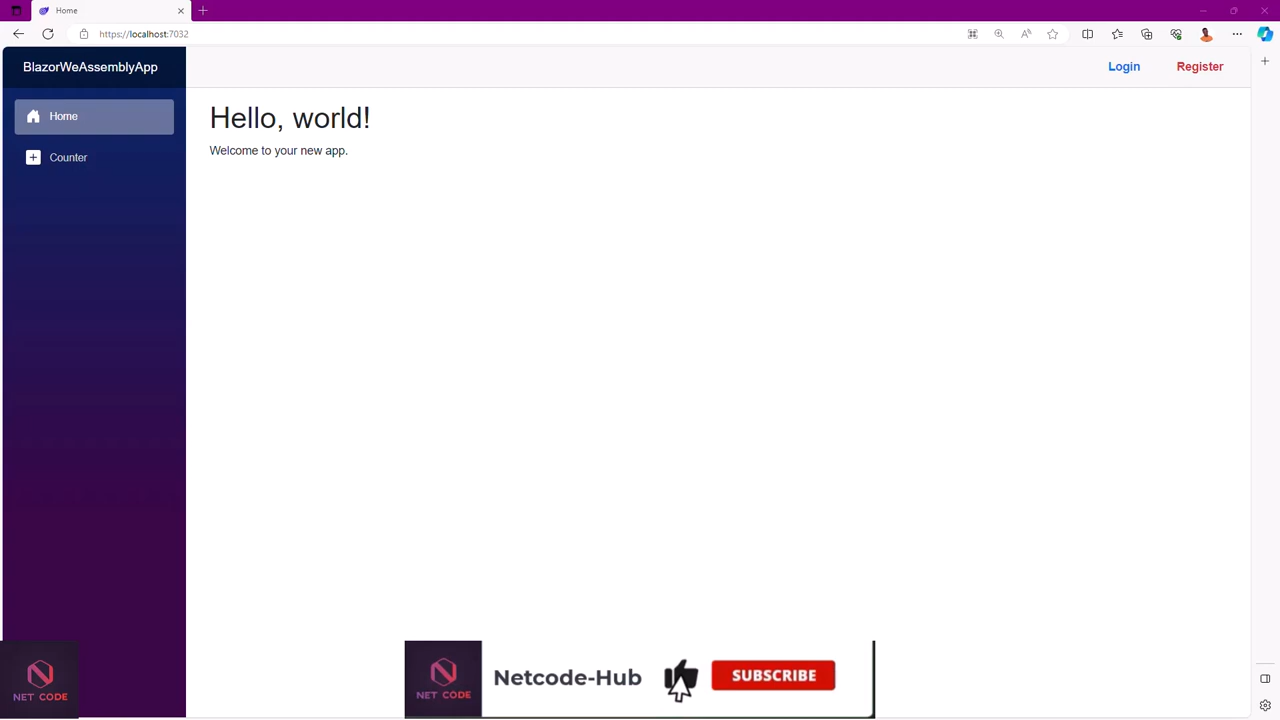 Home
https://localhost:7032
BlazorWeAssemblyApp
Login
Register
Home
Counter
Hello, world!
Welcome to your new app.
NET CODE
NET CODE
Netcode-Hub
SUBSCRIBE